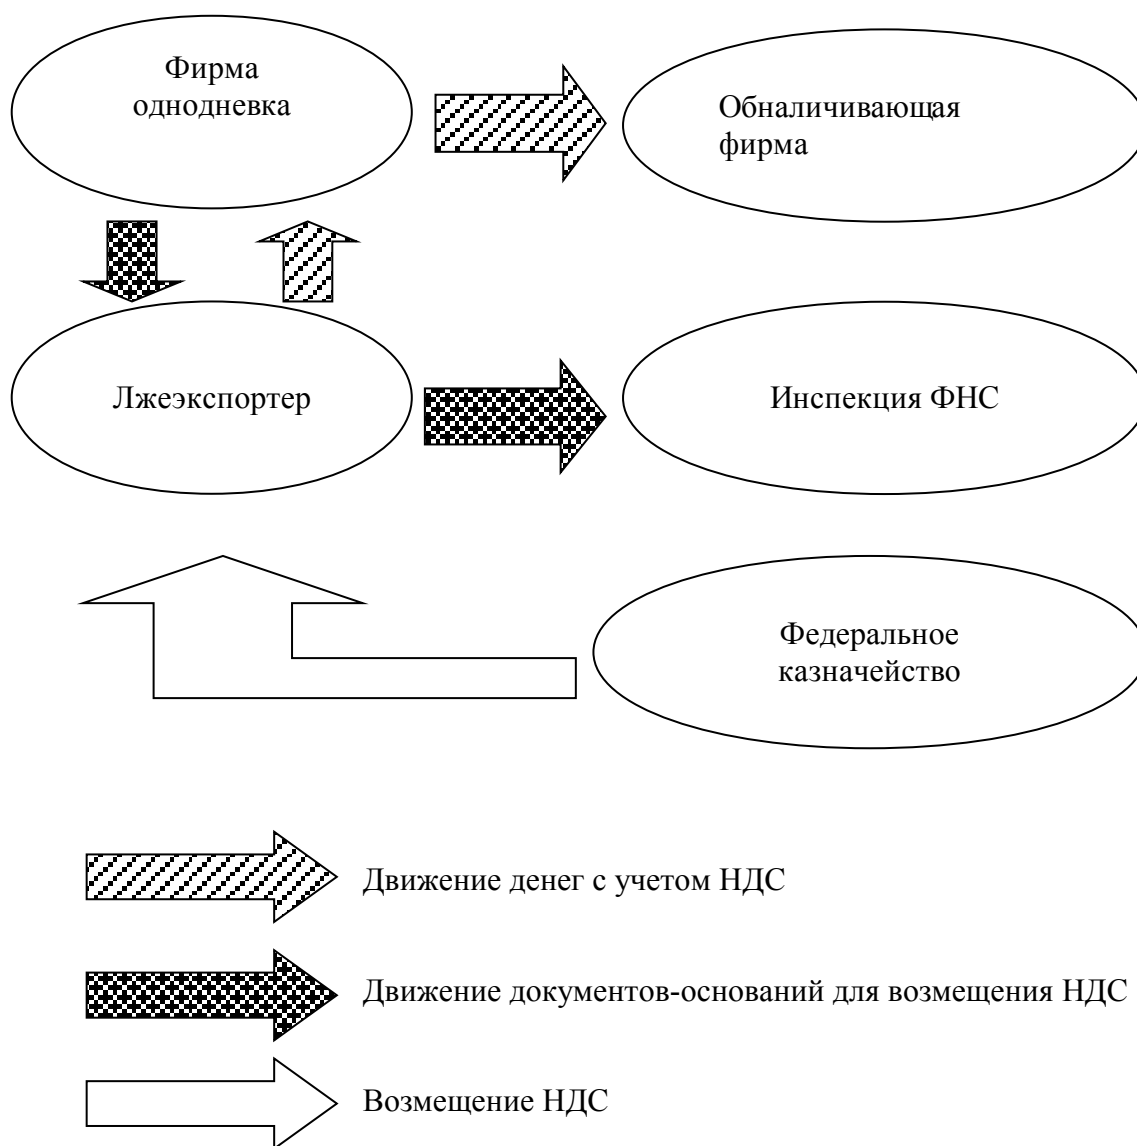 Фирма
однодневка
Обналичивающая
фирма
Лжеэкспортер
Инспекция ФНС
Федеральное
казначейство
Движение денег с учетом НДС
Движение документов-оснований для возмещения НДС
Возмещение НДС